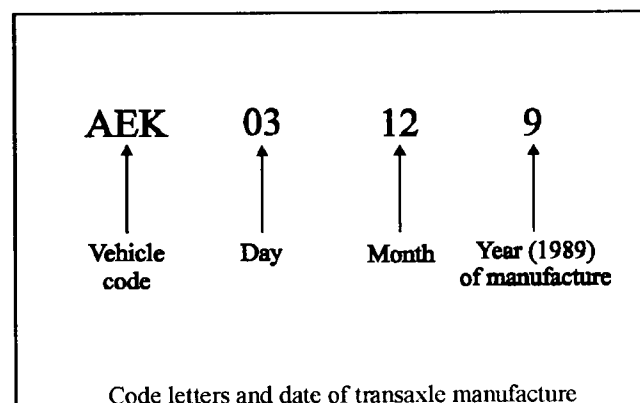 AEK 03 12 9
Vehicle code
Day
Month
Year (1989) of manufacture
Code letters and date of transaxle manufacture